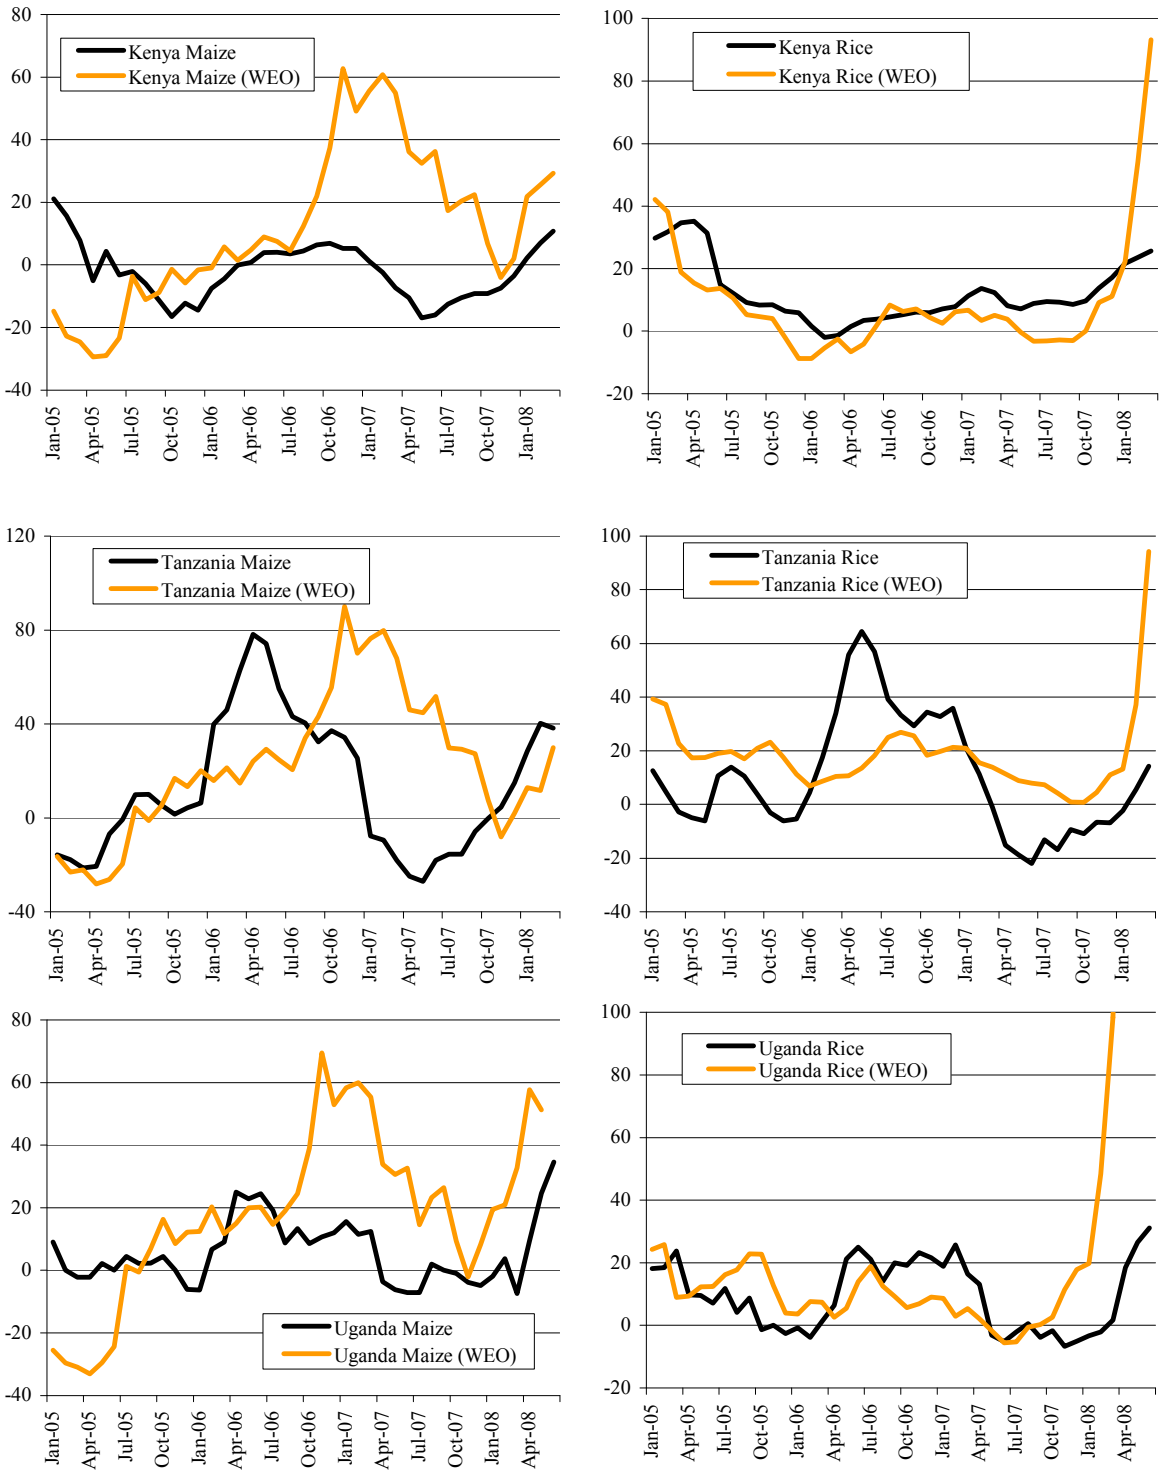 80
60
40
20
0
-20
-40
Kenya Maize
Kenya Maize (WEO)
Jan-05
Apr-05
Jul-05
Oct-05
Jan-06
Apr-06
Jul-06
Oct-06
Jan-07
Apr-07
Jul-07
Oct-07
Jan-08
100
80
60
40
20
0
-20
Kenya Rice
Kenya Rice (WEO)
Jan-05
Apr-05
Jul-05
Oct-05
Jan-06
Apr-06
Jul-06
Oct-06
Jan-07
Apr-07
Jul-07
Oct-07
Jan-08
120
80
40
0
-40
Tanzania Maize
Tanzania Maize (WEO)
Jan-05
Apr-05
Jul-05
Oct-05
Jan-06
Apr-06
Jul-06
Oct-06
Jan-07
Apr-07
Jul-07
Oct-07
Jan-08
100
80
60
40
20
0
-20
-40
Tanzania Rice
Tanzania Rice (WEO)
Jan-05
Apr-05
Jul-05
Oct-05
Jan-06
Apr-06
Jul-06
Oct-06
Jan-07
Apr-07
Jul-07
Oct-07
Jan-08
80
60
40
20
0
-20
-40
Uganda Maize
Uganda Maize (WEO)
Jan-05
Apr-05
Jul-05
Oct-05
Jan-06
Apr-06
Jul-06
Oct-06
Jan-07
Apr-07
Jul-07
Oct-07
Jan-08
Apr-08
100
80
60
40
20
0
-20
Uganda Rice
Uganda Rice (WEO)
Jan-05
Apr-05
Jul-05
Oct-05
Jan-06
Apr-06
Jul-06
Oct-06
Jan-07
Apr-07
Jul-07
Oct-07
Jan-08
Apr-08